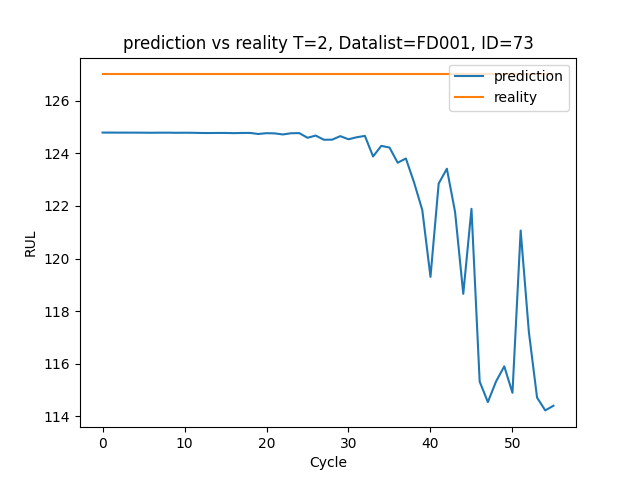 prediction vs reality T=2, Datalist=FD001, ID=73
prediction
reality
126
124
122
120
118
116
114
RUL
0 10 20 30 40 50
Cycle